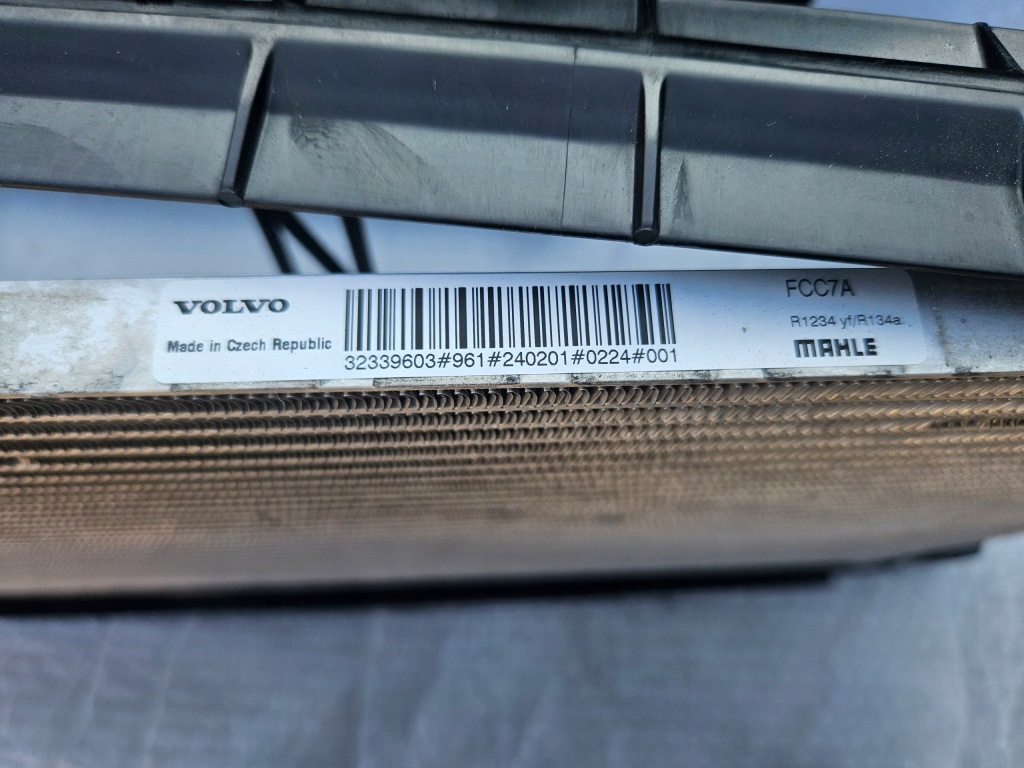 VOLVO
Made in Czech Republic
32339603#961#240201#0224#001
FCC7A
R1234 yf/R134a
MAHLE